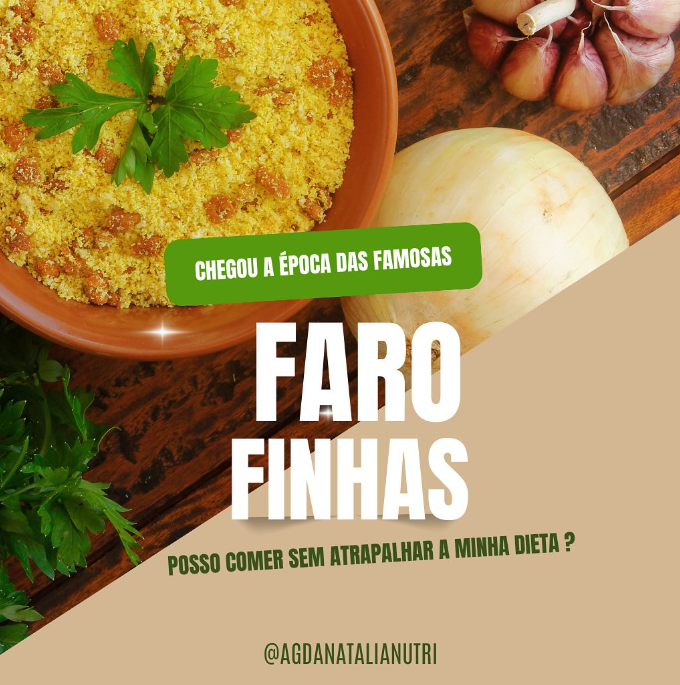 CHEGOU A ÉPOCA DAS FAMOSAS
FARO
FINHAS
POSSO COMER SEM ATRAPALHAR A MINHA DIETA ?
@AGDANATALIANUTRI